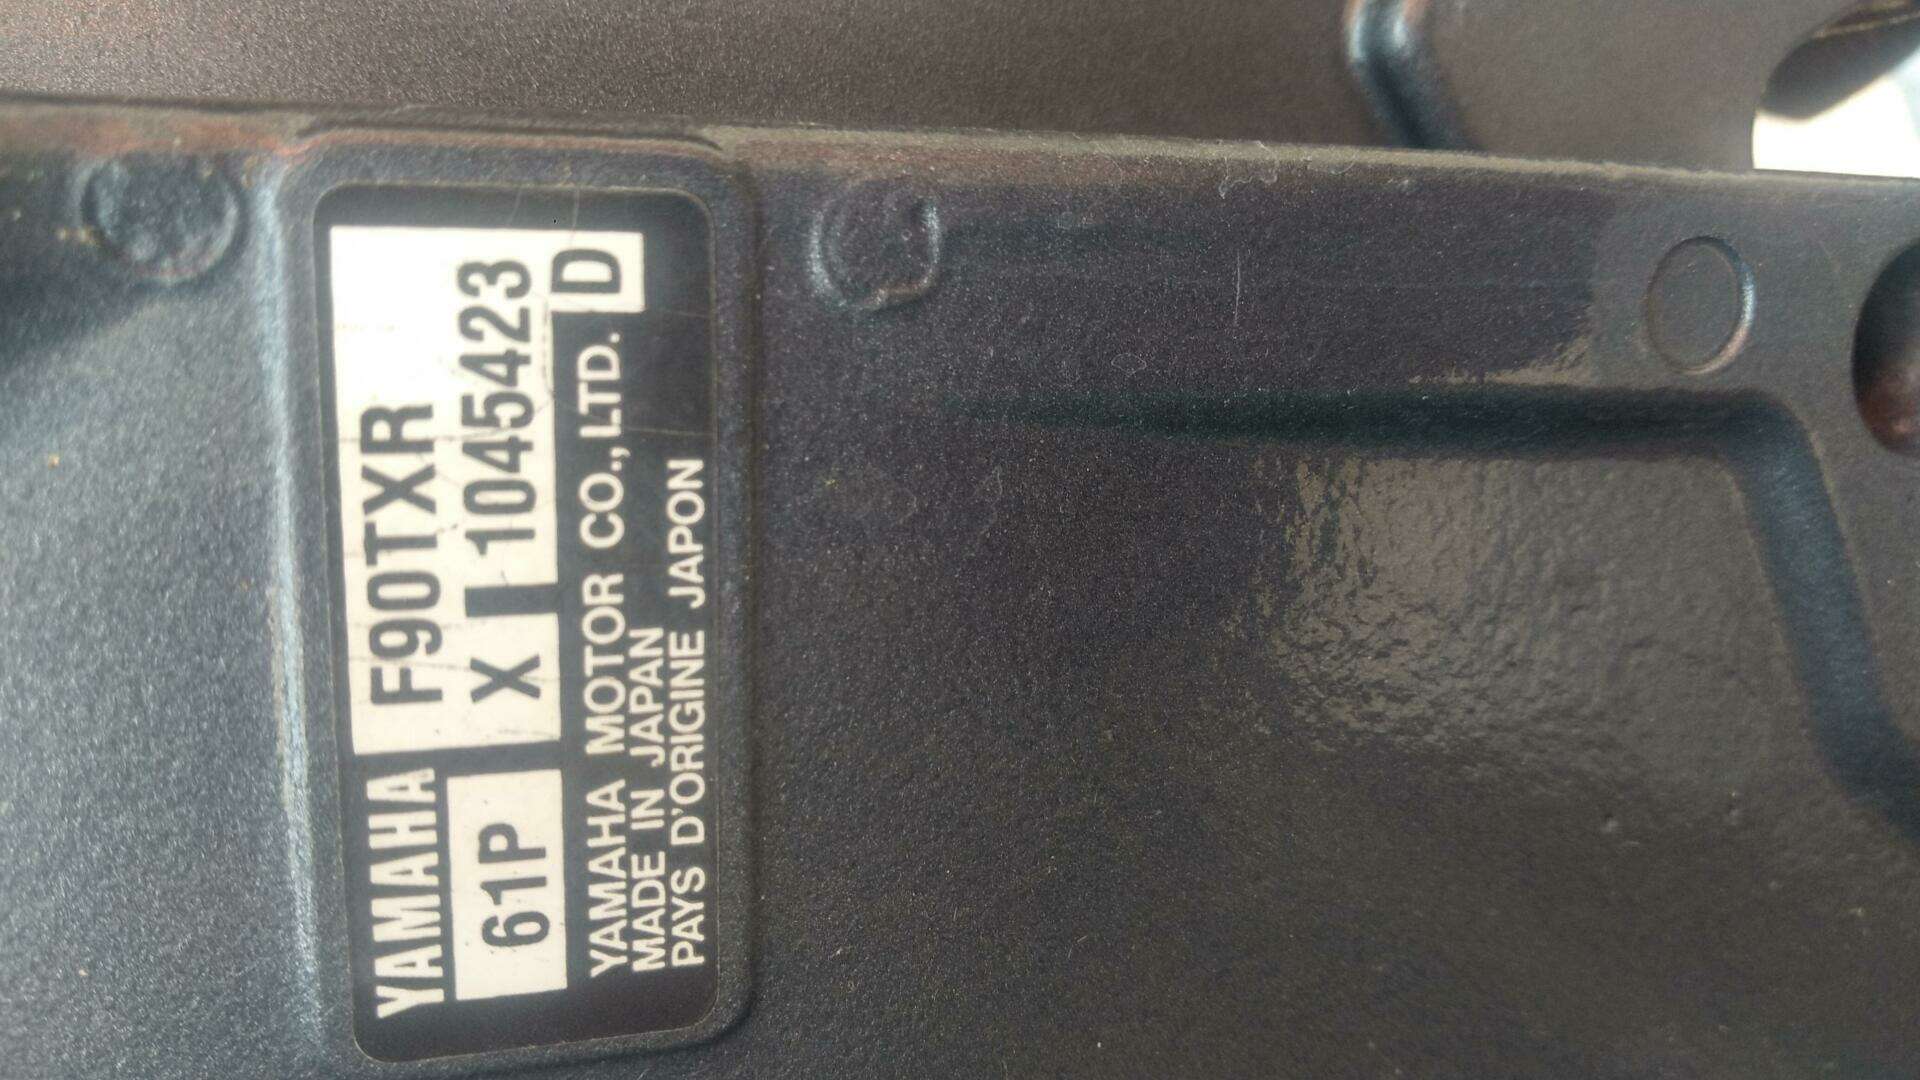 YAMAHA F90TXR
61P X 1045423
YAMAHA MOTOR CO.,LTD. D
MADE IN JAPAN
PAYS D'ORIGINE JAPON